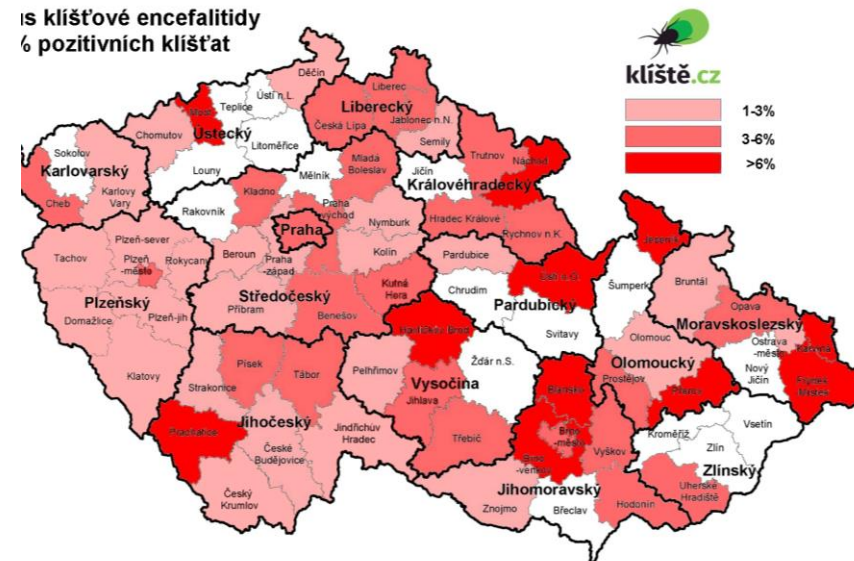 s klíšťové encefalitidy
% pozitivních klíšťat
klíště.cz
1-3%
3-6%
>6%
Děčín
Ústí n.L.
Teplice
Most
Chomutov
Ústecký
Litoměřice
Louny
Liberec
Liberecký
Česká Lípa
Jablonec n.N.
Semily
Sokolov
Karlovarský
Karlovy
Vary
Cheb
Trutnov
Náchod
Jičín
Královéhradecký
Hradec Králové
Rychnov n.K.
Mladá
Boleslav
Mělník
Rakovník
Kladno
Praha
-východ
Praha
Nymburk
Kolín
Beroun
Praha
-západ
Středočeský
Kutná
Hora
Benešov
Příbram
Plzeň-sever
Tachov
Plzeň
-město
Rokycany
Plzeňský
Domažlice
Plzeň-jih
Klatovy
Pardubice
Chrudim
Ústí n.O.
Pardubický
Svitavy
Jeseník
Šumperk
Bruntál
Opava
Moravskoslezský
Ostrava
-město
Karviná
Nový
Jičín
Frýdek
-Místek
Olomouc
Olomoucký
Prostějov
Přerov
Havlíčkův Brod
Žďár n.S.
Pelhřimov
Vysočina
Jihlava
Třebíč
Písek
Tábor
Strakonice
Jihočeský
Prachatice
České
Budějovice
Jindřichův
Hradec
Český
Krumlov
Blansko
Brno
-město
Brno
-venkov
Vyškov
Jihomoravský
Znojmo
Břeclav
Hodonín
Kroměříž
Vsetín
Zlín
Zlínský
Uherské
Hradiště